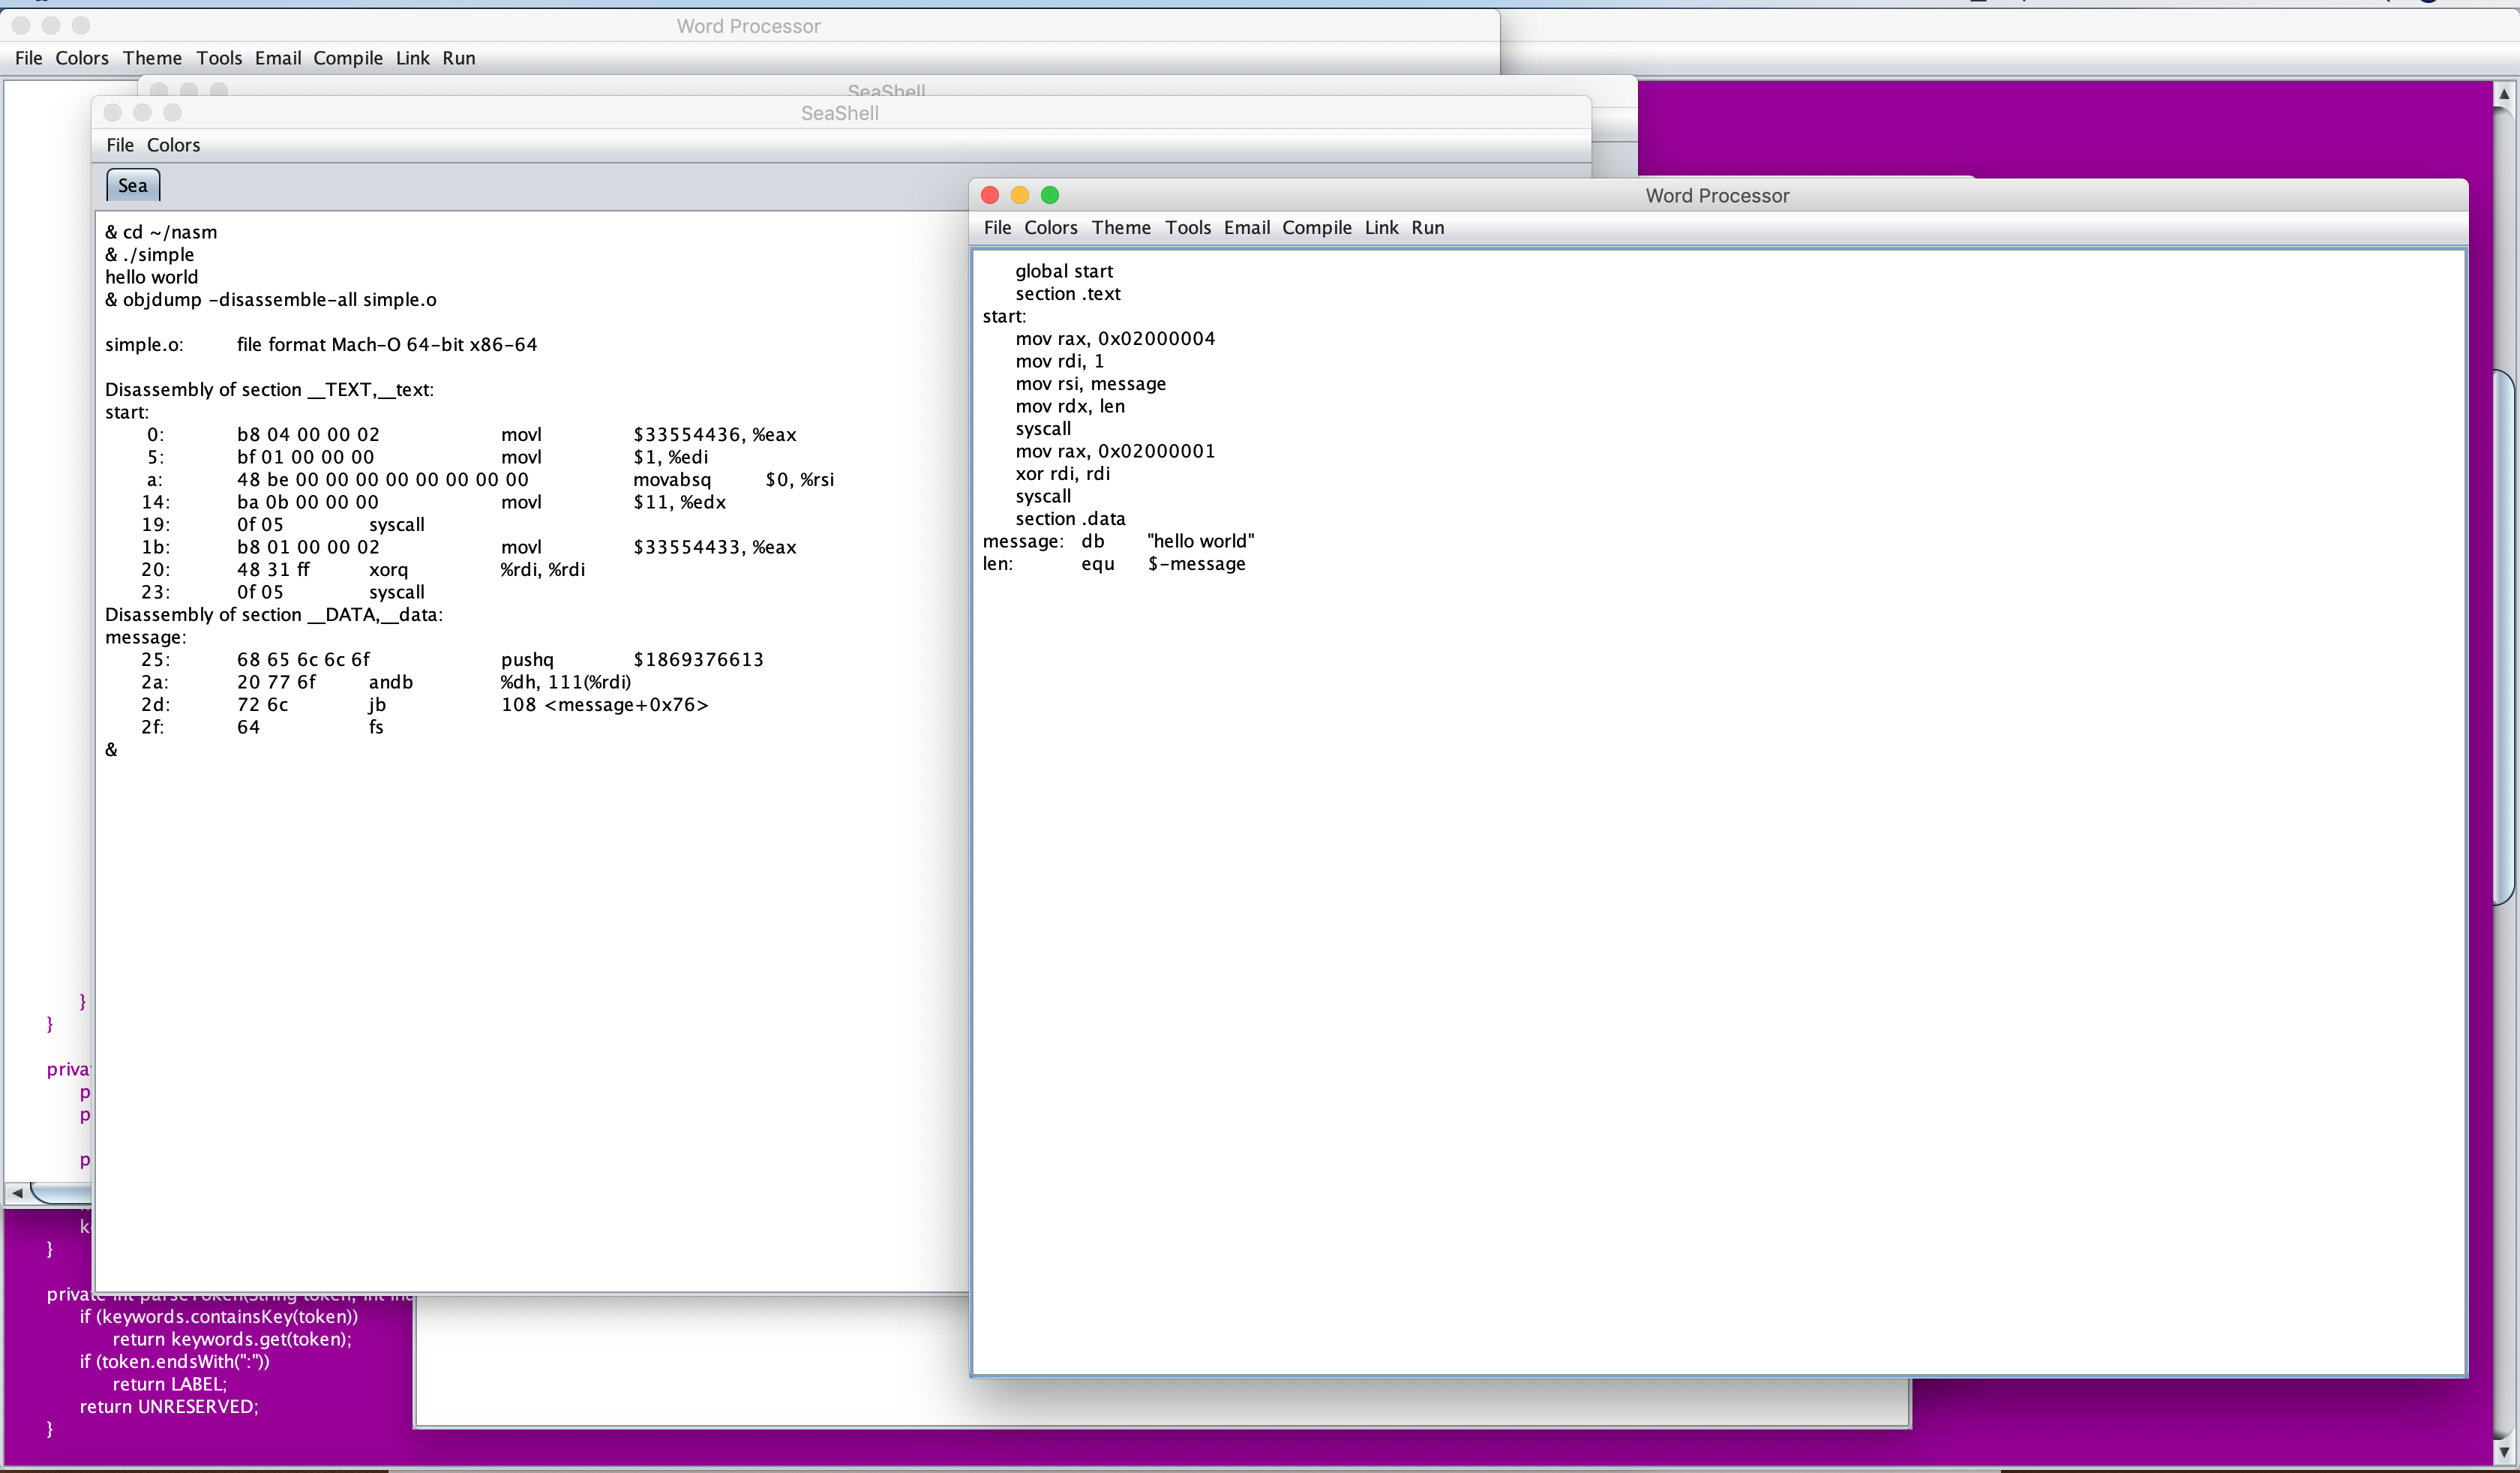 Word Processor
File Colors Theme Tools Email Compile Link Run
SeaShell
SeaShell
File Colors
Sea
& cd ~/nasm
& ./simple
hello world
& objdump -disassemble-all simple.o
simple.o: file format Mach-O 64-bit x86-64
Disassembly of section __TEXT,__text:
start:
0: b8 04 00 00 02 movl $33554436, %eax
5: bf 01 00 00 00 movl $1, %edi
a: 48 be 00 00 00 00 00 00 00 00 movabsq $0, %rsi
14: ba 0b 00 00 00 movl $11, %edx
19: 0f 05 syscall
1b: b8 01 00 00 02 movl $33554433, %eax
20: 48 31 ff xorq %rdi, %rdi
23: 0f 05 syscall
Disassembly of section __DATA,__data:
message:
25: 68 65 6c 6c 6f pushq $1869376613
2a: 20 77 6f andb %dh, 111(%rdi)
2d: 72 6c jb 108 <message+0x76>
2f: 64 fs
&
Word Processor
File Colors Theme Tools Email Compile Link Run
global start
section .text
start:
mov rax, 0x02000004
mov rdi, 1
mov rsi, message
mov rdx, len
syscall
mov rax, 0x02000001
xor rdi, rdi
syscall
section .data
message: db "hello world"
len: equ $-message
}
}
priva
p
p
p
k
}
private int parseToken(String token, int ind
if (keywords.containsKey(token))
return keywords.get(token);
if (token.endsWith(":"))
return LABEL;
return UNRESERVED;
}